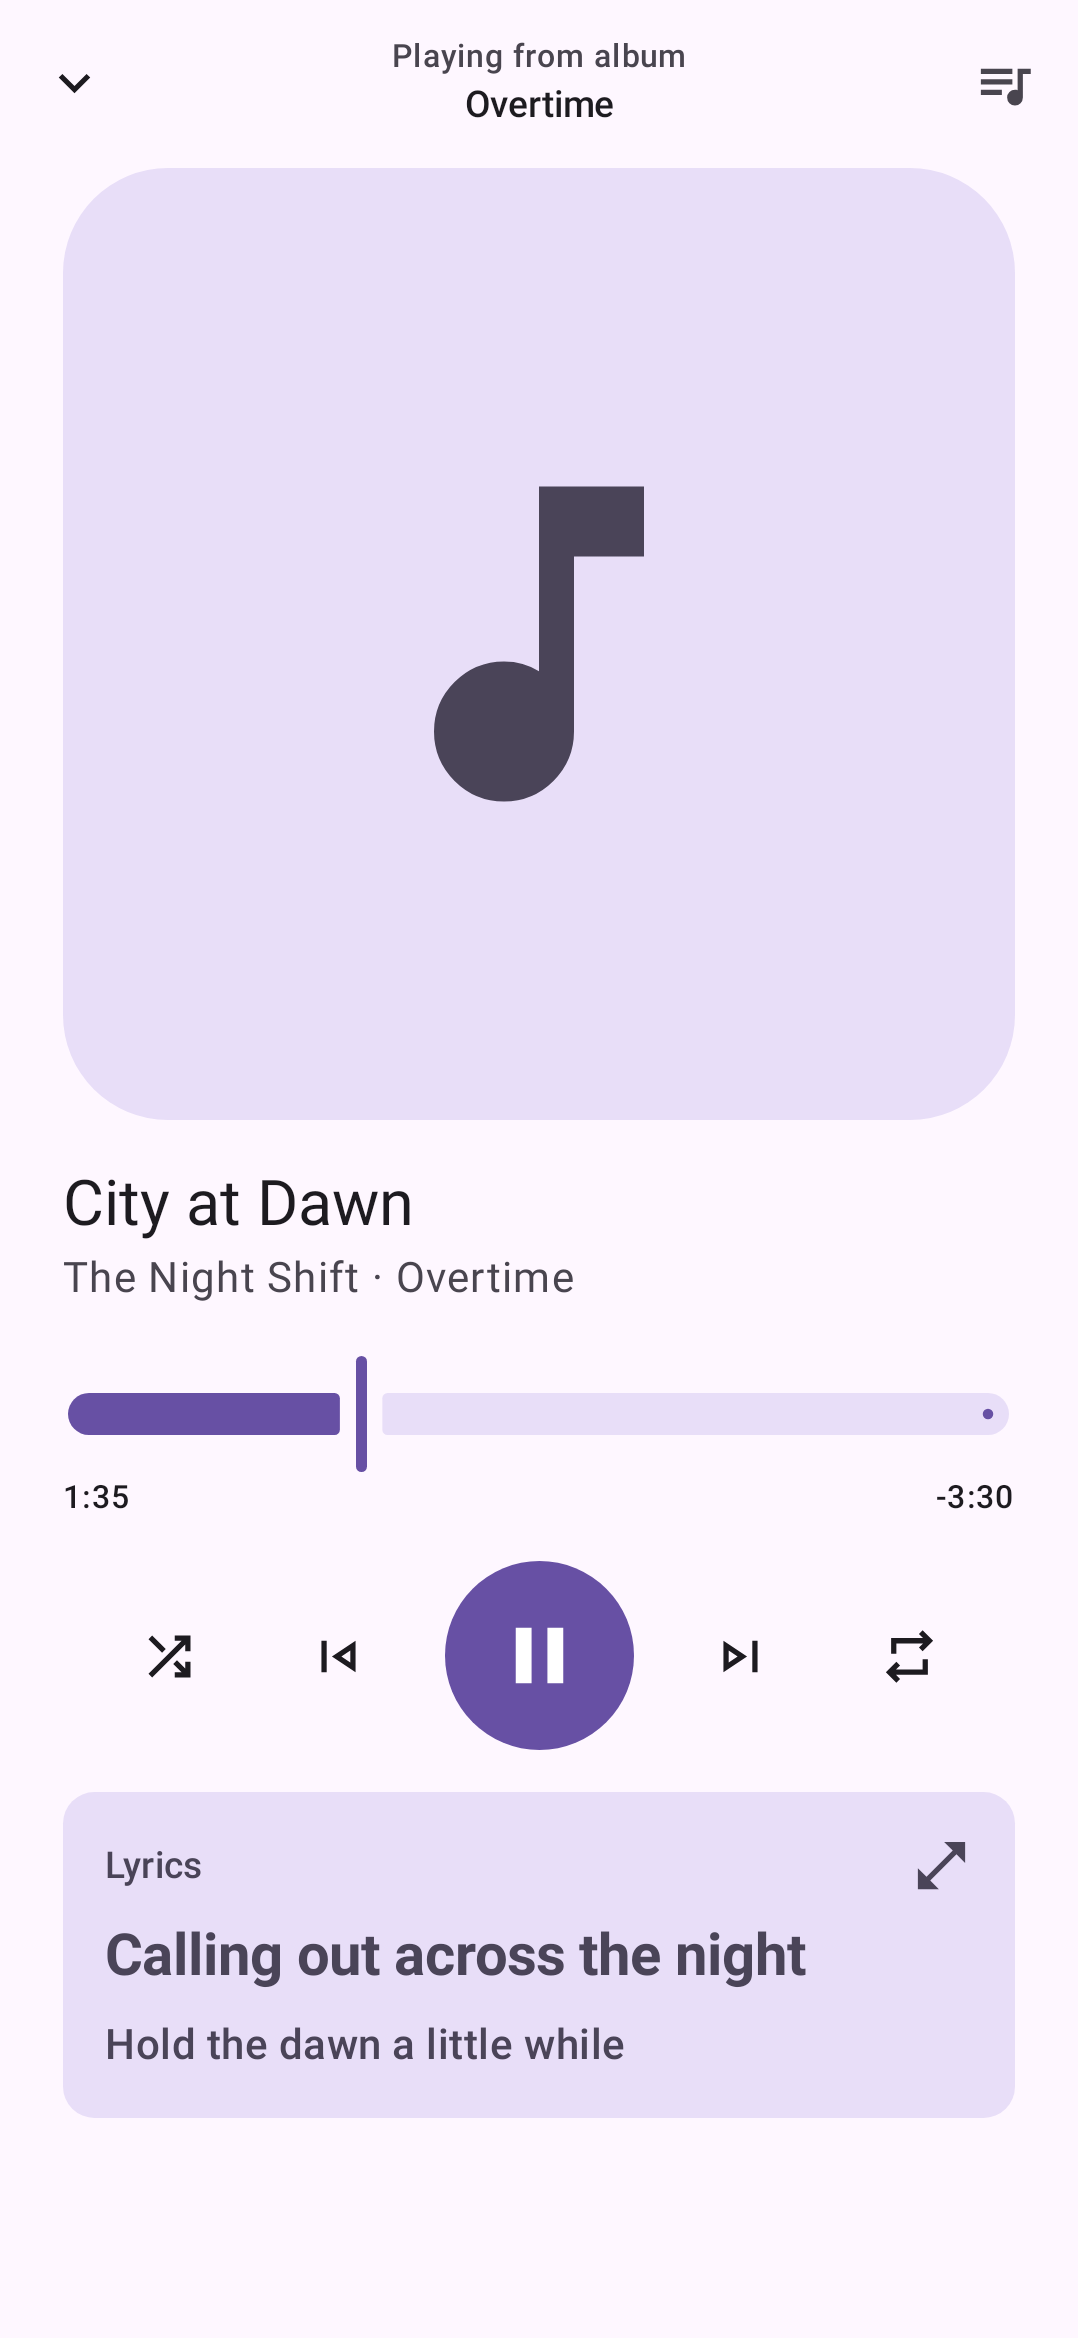 Playing from album
Overtime
City at Dawn
The Night Shift · Overtime
1:35
-3:30
Lyrics
Calling out across the night
Hold the dawn a little while